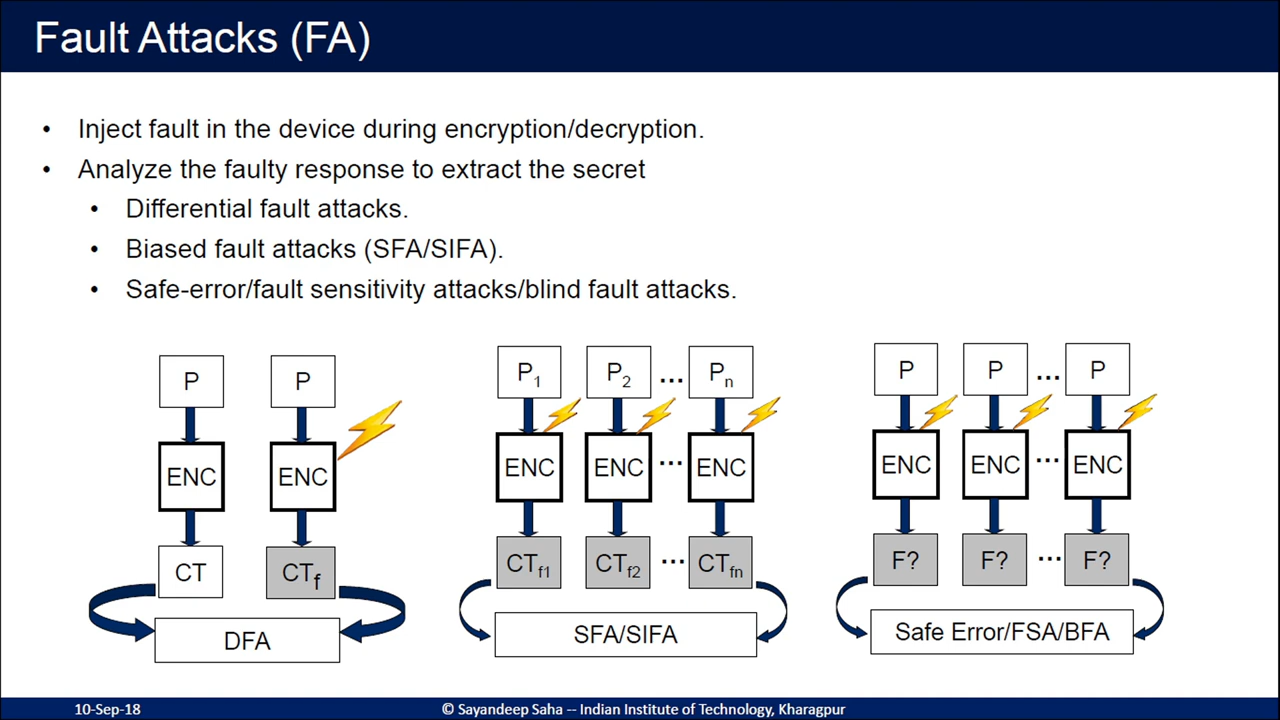 Fault Attacks (FA)
• Inject fault in the device during encryption/decryption.
• Analyze the faulty response to extract the secret
• Differential fault attacks.
• Biased fault attacks (SFA/SIFA).
• Safe-error/fault sensitivity attacks/blind fault attacks.
P P
ENC ENC
CT CTf
DFA
P1 P2 ... Pn
ENC ENC ... ENC
CTf1 CTf2 ... CTfn
SFA/SIFA
P P ... P
ENC ENC ... ENC
F? F? ... F?
Safe Error/FSA/BFA
10-Sep-18
© Sayandeep Saha -- Indian Institute of Technology, Kharagpur